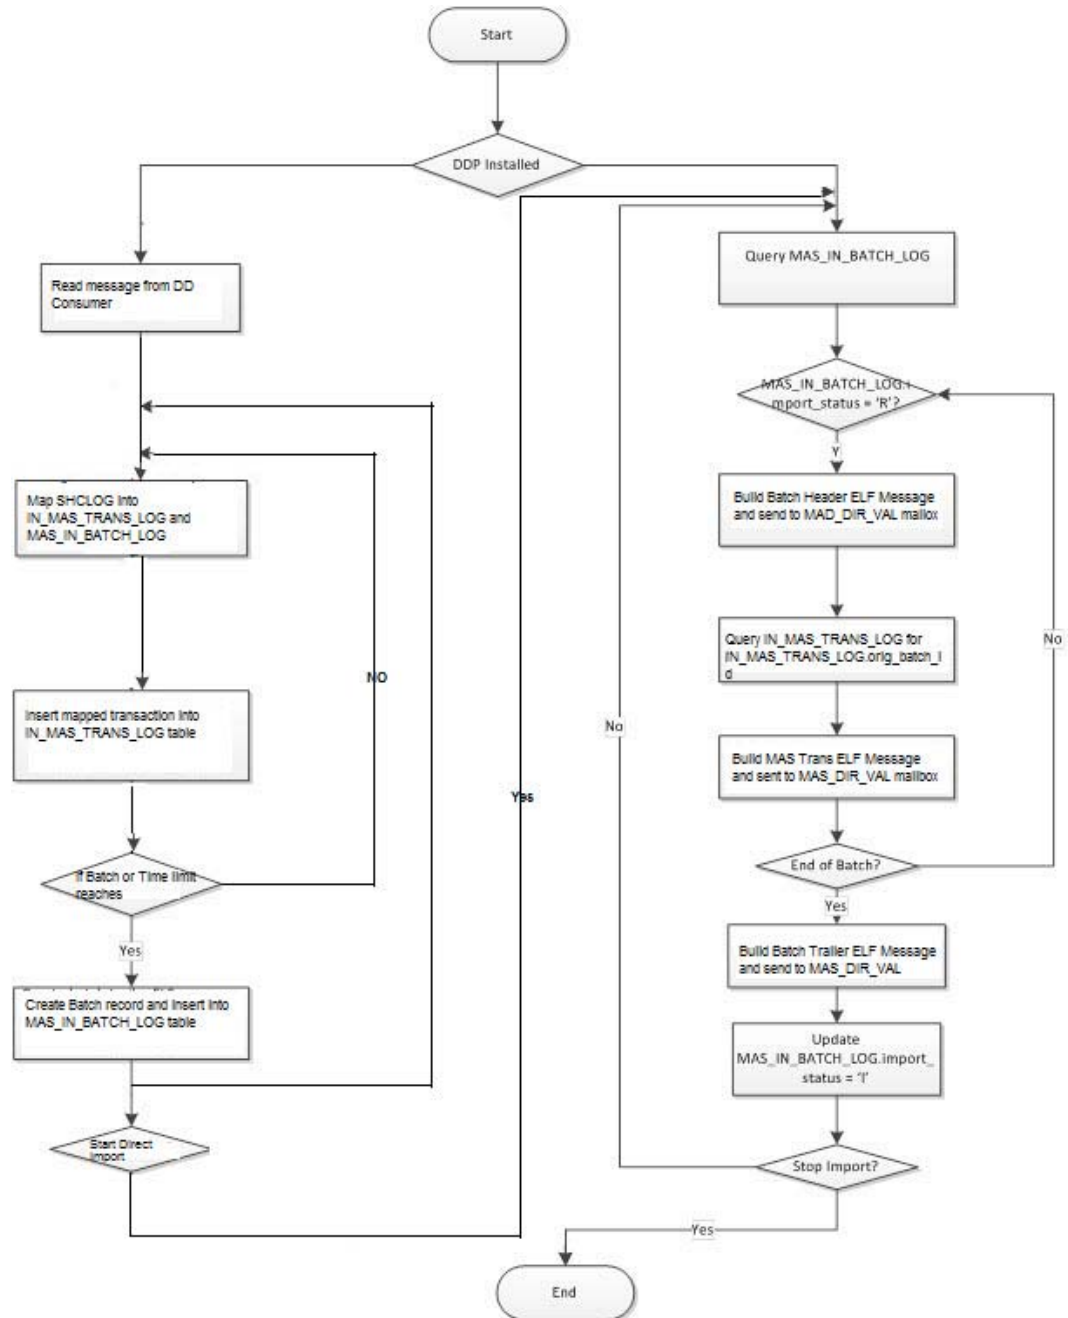 Start
DDP Installed
Read message from DD
Consumer
Map SHCLOG Into
IN_MAS_TRANS_LOG and
MAS_IN_BATCH_LOG
Insert mapped transaction into
IN_MAS_TRANS_LOG table
If Batch or Time limit
reaches
NO
Yes
Create Batch record and Insert Into
MAS_IN_BATCH_LOG table
Start Direct
Import
Yes
Query MAS_IN_BATCH_LOG
MAS_IN_BATCH_LOG.i
mport_status = 'R'?
Y
Build Batch Header ELF Message
and send to MAD_DIR_VAL mailox
Query IN_MAS_TRANS_LOG for
IN_MAS_TRANS_LOG.orig_batch_i
d
Build MAS Trans ELF Message
and sent to MAS_DIR_VAL mailbox
End of Batch?
No
Yes
Build Batch Trailer ELF Message
and send to MAS_DIR_VAL
Update
MAS_IN_BATCH_LOG.import_
status = 'I'
Stop Import?
No
Yes
End